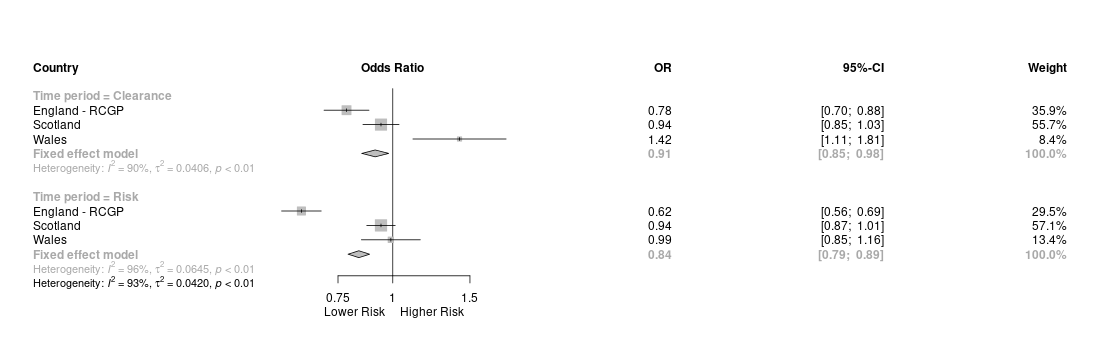 Country Odds Ratio OR 95%-CI Weight
Time period = Clearance
England - RCGP 0.78 [0.70; 0.88] 35.9%
Scotland 0.94 [0.85; 1.03] 55.7%
Wales 1.42 [1.11; 1.81] 8.4%
Fixed effect model 0.91 [0.85; 0.98] 100.0%
Heterogeneity: I² = 90%, τ² = 0.0406, p < 0.01
Time period = Risk
England - RCGP 0.62 [0.56; 0.69] 29.5%
Scotland 0.94 [0.87; 1.01] 57.1%
Wales 0.99 [0.85; 1.16] 13.4%
Fixed effect model 0.84 [0.79; 0.89] 100.0%
Heterogeneity: I² = 96%, τ² = 0.0645, p < 0.01
Heterogeneity: I² = 93%, τ² = 0.0420, p < 0.01
0.75 1 1.5
Lower Risk Higher Risk